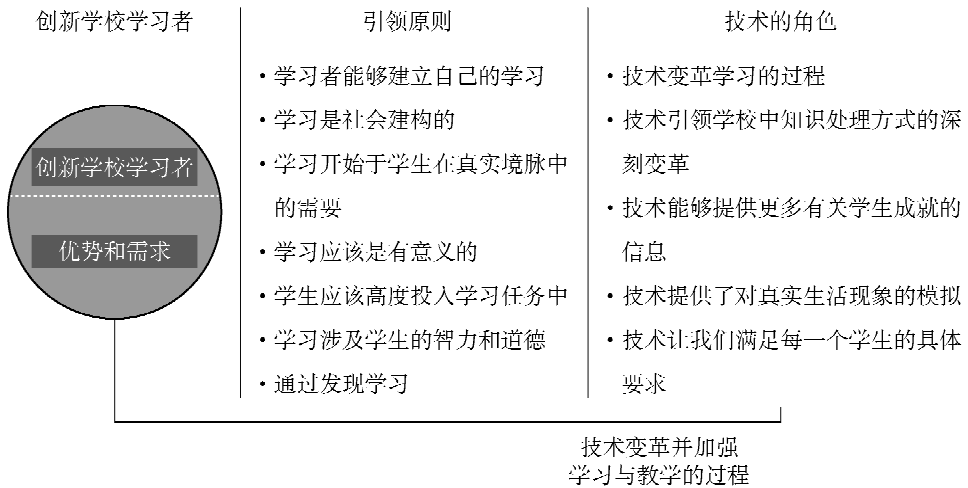 创新学校学习者
创新学校学习者
优势和需求
引领原则
·学习者能够建立自己的学习
·学习是社会建构的
·学习开始于学生在真实境脉中
的需要
·学习应该是有意义的
·学生应该高度投入学习任务中
·学习涉及学生的智力和道德
·通过发现学习
技术的角色
·技术变革学习的过程
·技术引领学校中知识处理方式的深
刻变革
·技术能够提供更多有关学生成就的
信息
·技术提供了对真实生活现象的模拟
·技术让我们满足每一个学生的具体
要求
技术变革并加强
学习与教学的过程